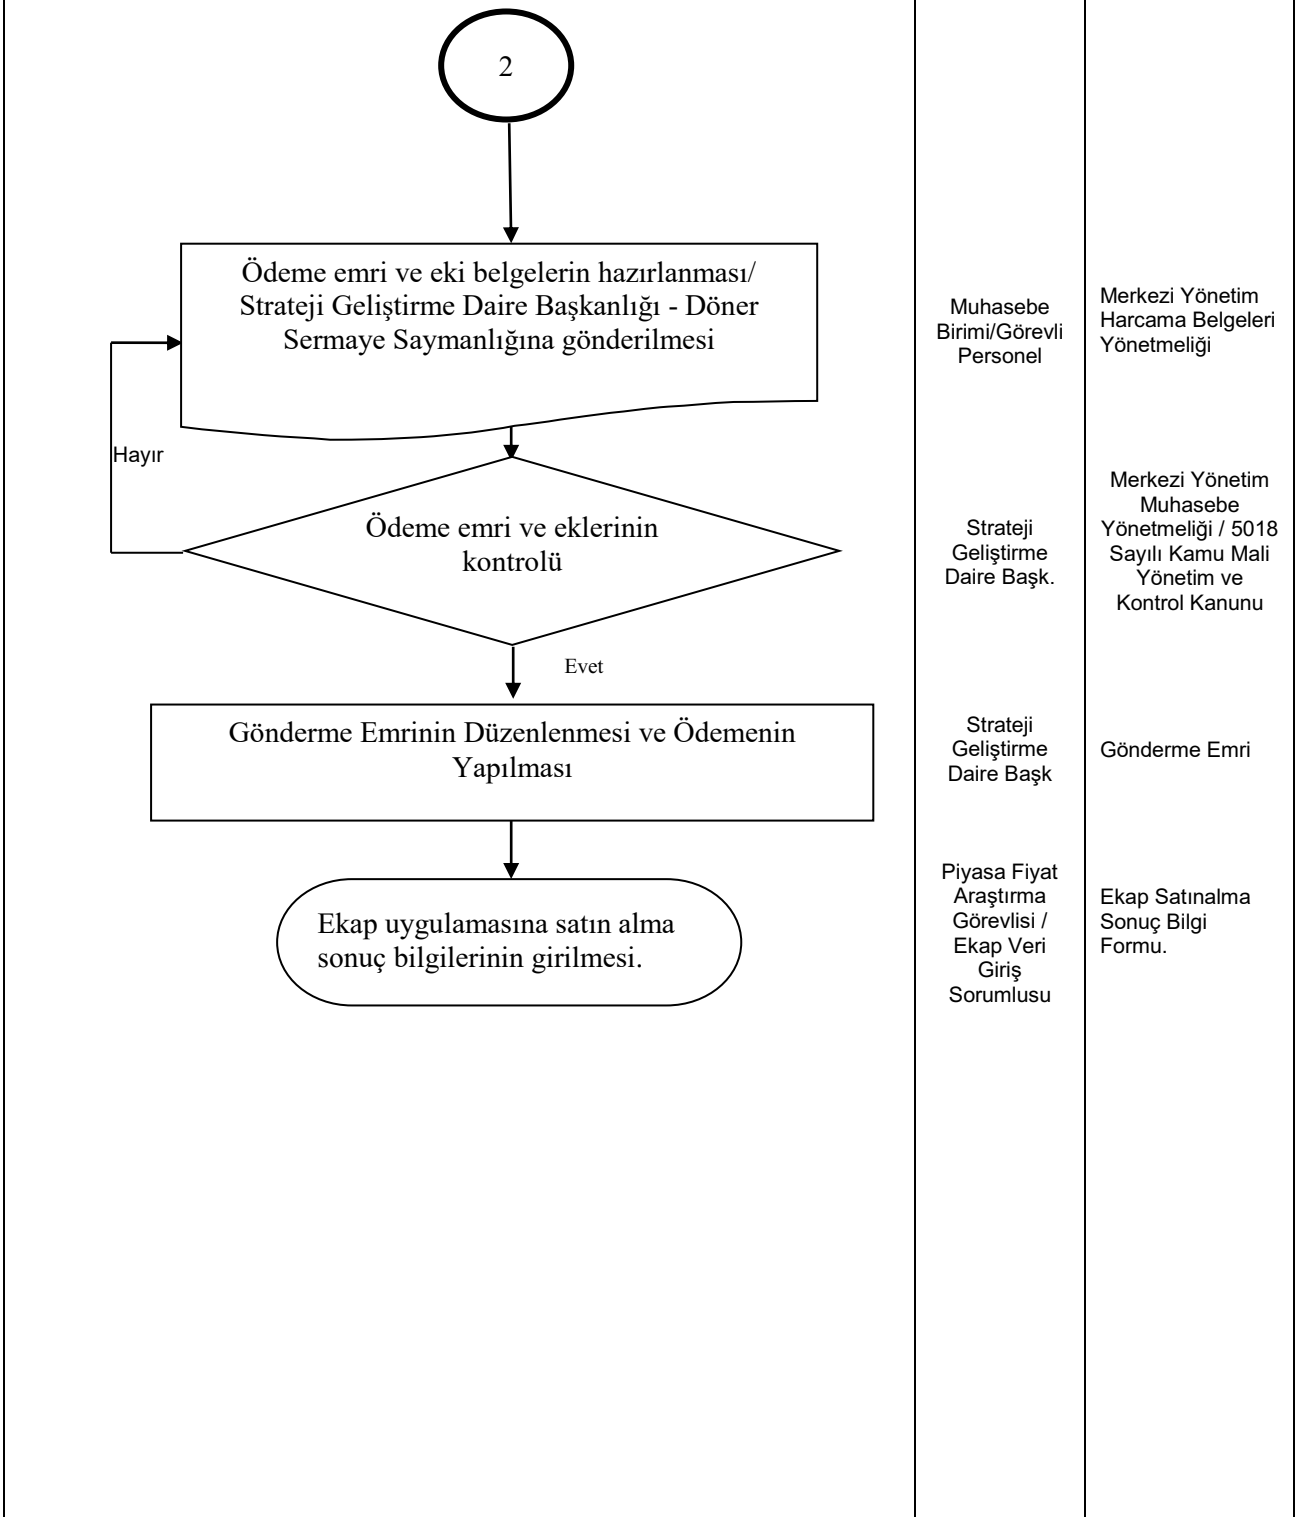 2
Ödeme emri ve eki belgelerin hazırlanması/
Strateji Geliştirme Daire Başkanlığı - Döner
Sermaye Saymanlığına gönderilmesi
Muhasebe
Birimi/Görevli
Personel
Merkezi Yönetim
Harcama Belgeleri
Yönetmeliği
Hayır
Ödeme emri ve eklerinin
kontrolü
Strateji
Geliştirme
Daire Başk.
Merkezi Yönetim
Muhasebe
Yönetmeliği / 5018
Sayılı Kamu Mali
Yönetim ve
Kontrol Kanunu
Evet
Gönderme Emrinin Düzenlenmesi ve Ödemenin
Yapılması
Strateji
Geliştirme
Daire Başk
Gönderme Emri
Ekap uygulamasına satın alma
sonuç bilgilerinin girilmesi.
Piyasa Fiyat
Araştırma
Görevlisi /
Ekap Veri
Giriş
Sorumlusu
Ekap Satınalma
Sonuç Bilgi
Formu.